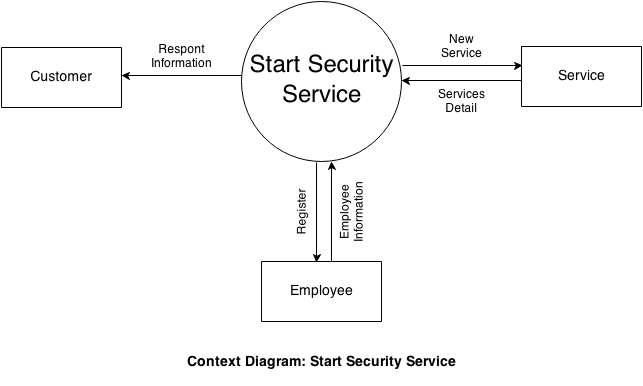 Respont
Information
Customer
Start Security
Service
New
Service
Services
Detail
Service
Register
Employee
Information
Employee
Context Diagram: Start Security Service